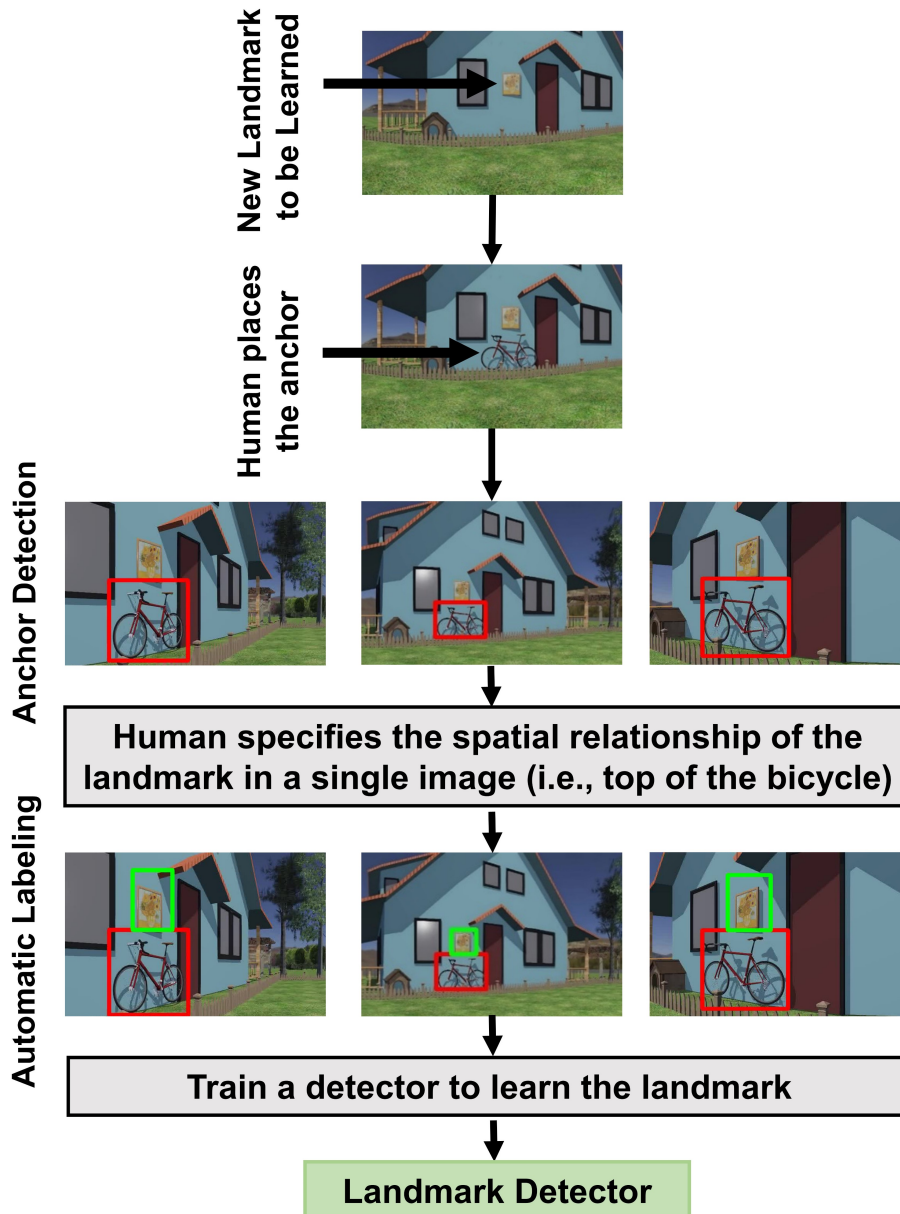 New Landmark
to be Learned
Human places
the anchor
Anchor Detection
Human specifies the spatial relationship of the
landmark in a single image (i.e., top of the bicycle)
Automatic Labeling
Train a detector to learn the landmark
Landmark Detector